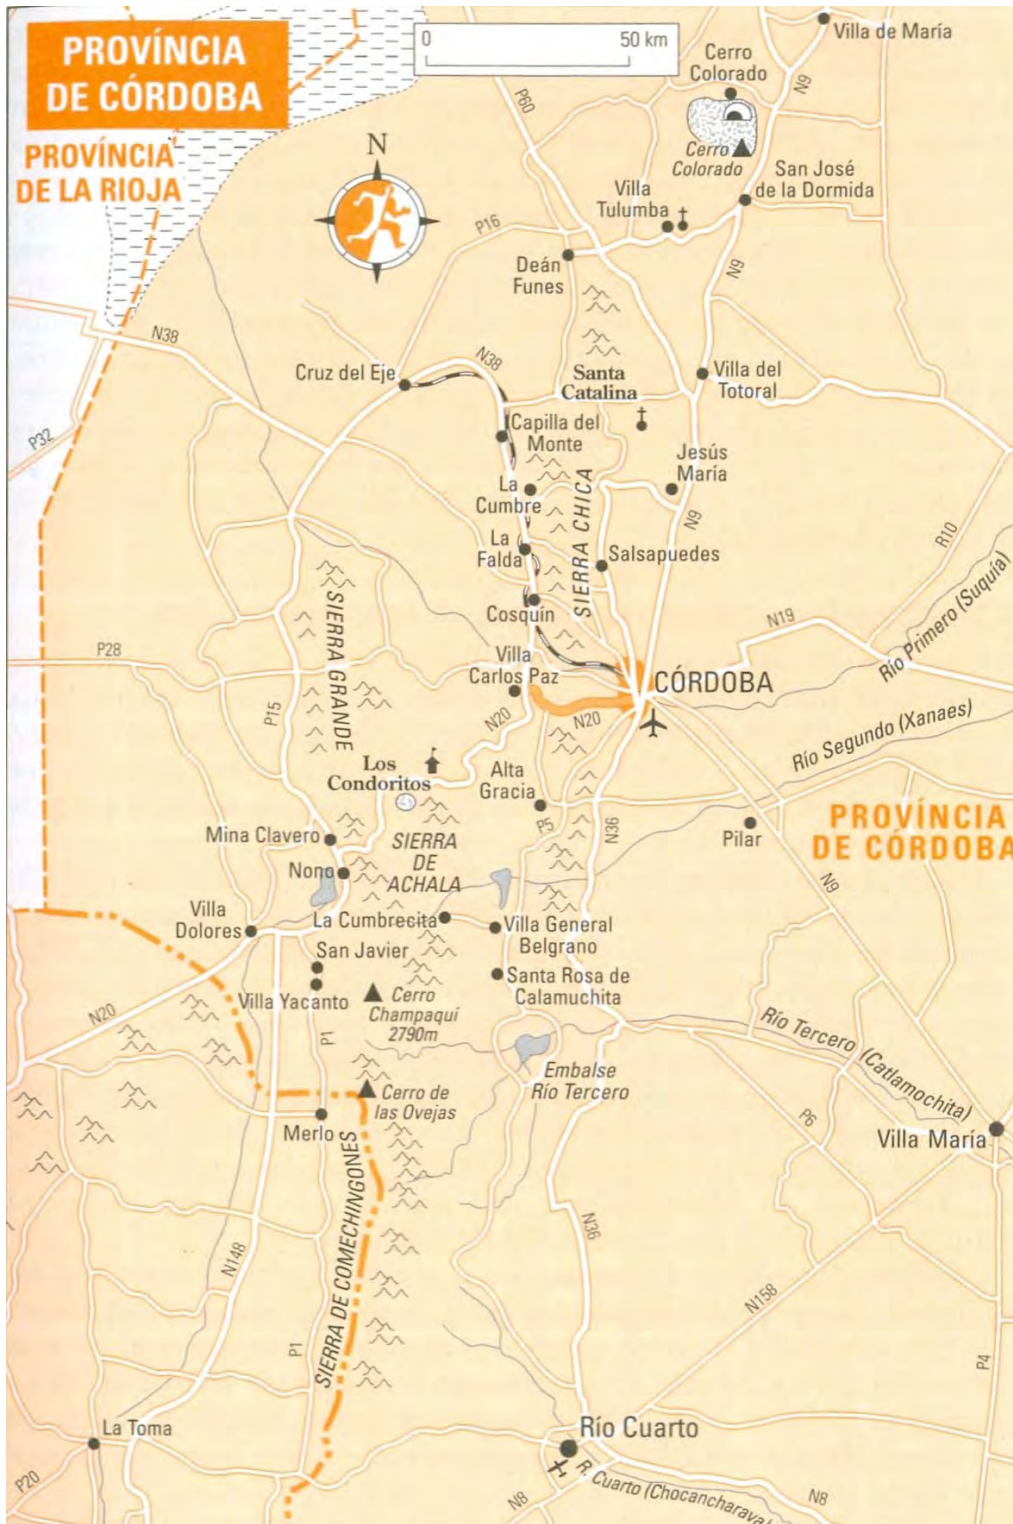 PROVÍNCIA
DE CÓRDOBA
PROVÍNCIA
DE LA RIOJA
0
50 km
Villa de María
Cerro
Colorado
N9
P60
Cerro
Colorado
San José
de la Dormida
N
Villa
Tulumba
P16
Deán
Funes
N9
N38
Cruz del Eje
N38
Santa
Catalina
Villa del
Totoral
P32
Capilla del
Monte
Jesús
María
La
Cumbre
SIERRA CHICA
N9
R10
La
Falda
Salsapuedes
Cosquín
SIERRA GRANDE
N19
Río Primero (Suquía)
P28
Villa
Carlos Paz
CÓRDOBA
P15
N20
N20
Río Segundo (Xanaes)
Los
Condoritos
Alta
Gracia
P5
N36
Pilar
PROVÍNCIA
DE CÓRDOBA
Mina Clavero
SIERRA
DE
ACHALA
Nono
N9
Villa
Dolores
La Cumbrecita
Villa General
Belgrano
San Javier
Santa Rosa de
Calamuchita
Villa Yacanto
Cerro
Champaquí
2790m
N20
P1
Río Tercero (Catlamochita)
Embalse
Río Tercero
Cerro de
las Ovejas
P6
Merlo
Villa María
SIERRA DE COMECHINGONES
N36
N148
N158
P1
P4
La Toma
Río Cuarto
P20
R. Cuarto (Chocancharava)
N8
N8